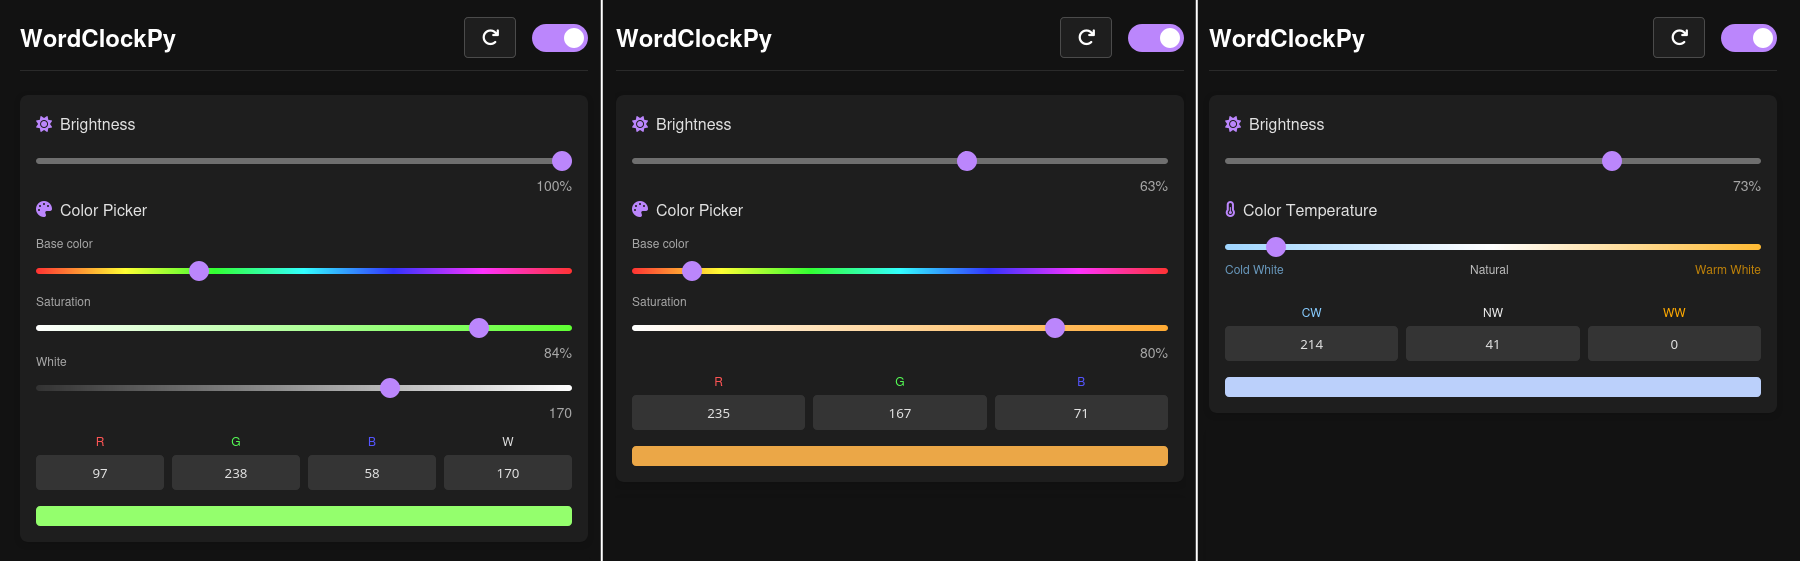 WordClockPy
Brightness
100%
Color Picker
Base color
Saturation
84%
White
170
R G B W
97 238 58 170
WordClockPy
Brightness
63%
Color Picker
Base color
Saturation
80%
R G B
235 167 71
WordClockPy
Brightness
73%
Color Temperature
Cold White Natural Warm White
CW NW WW
214 41 0